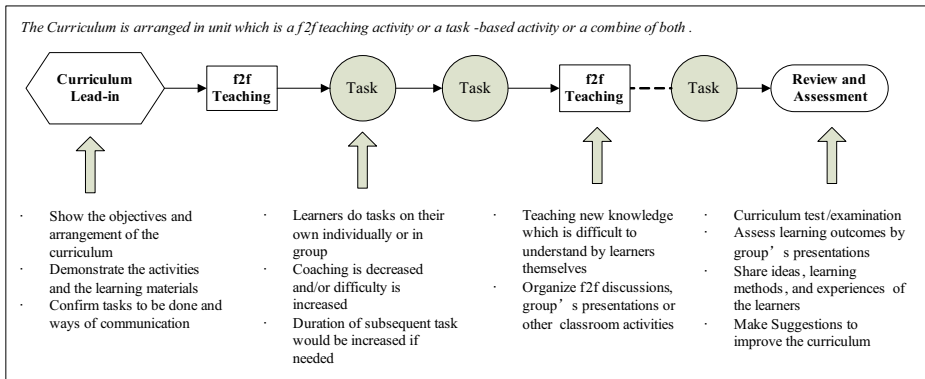 The Curriculum is arranged in unit which is a f2f teaching activity or a task -based activity or a combine of both .
Curriculum
Lead-in
f2f
Teaching
Task
Task
f2f
Teaching
Task
Review and
Assessment
· Show the objectives and
arrangement of the
curriculum
· Demonstrate the activities
and the learning materials
· Confirm tasks to be done and
ways of communication
· Learners do tasks on their
own individually or in
group
· Coaching is decreased
and/or difficulty is
increased
· Duration of subsequent task
would be increased if
needed
· Teaching new knowledge
which is difficult to
understand by learners
themselves
· Organize f2f discussions,
group’s presentations or
other classroom activities
· Curriculum test/examination
· Assess learning outcomes by
group’s presentations
· Share ideas, learning
methods, and experiences of
the learners
· Make Suggestions to
improve the curriculum